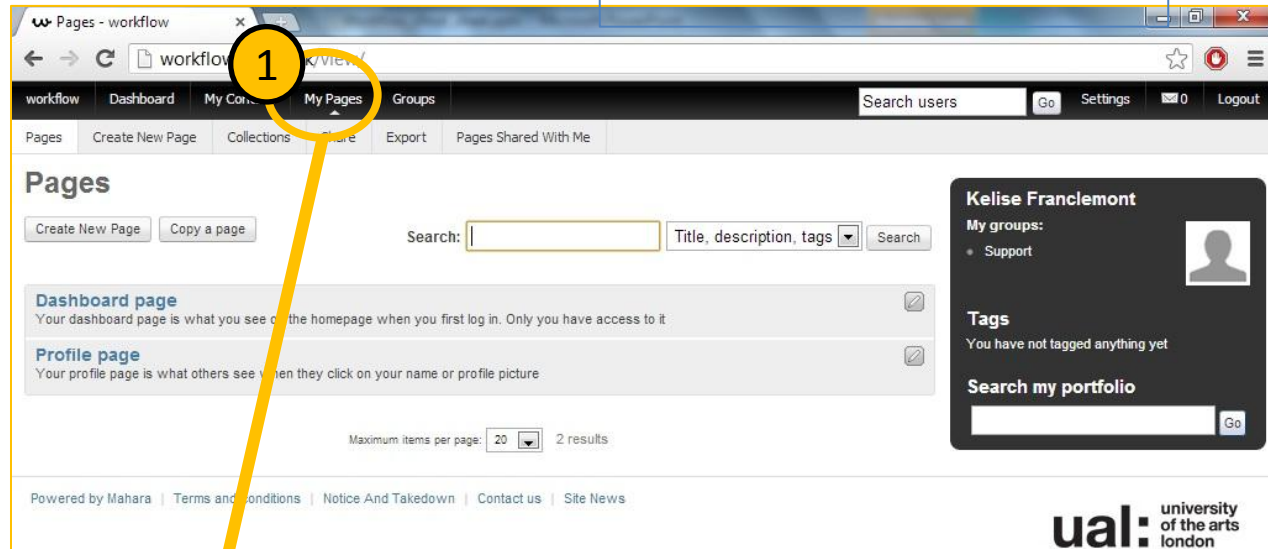 Pages - workflow
1
workflow k/view/
workflow Dashboard My Con My Pages Groups Search users Go Settings 0 Logout
Pages Create New Page Collections Share Export Pages Shared With Me
Pages
Create New Page Copy a page Search: Title, description, tags Search
Dashboard page
Your dashboard page is what you see on the homepage when you first log in. Only you have access to it
Profile page
Your profile page is what others see when they click on your name or profile picture
Maximum items per page: 20 2 results
Kelise Franclemont
My groups:
Support
Tags
You have not tagged anything yet
Search my portfolio
Go
Powered by Mahara | Terms and conditions | Notice And Takedown | Contact us | Site News
ual: university
of the arts
london